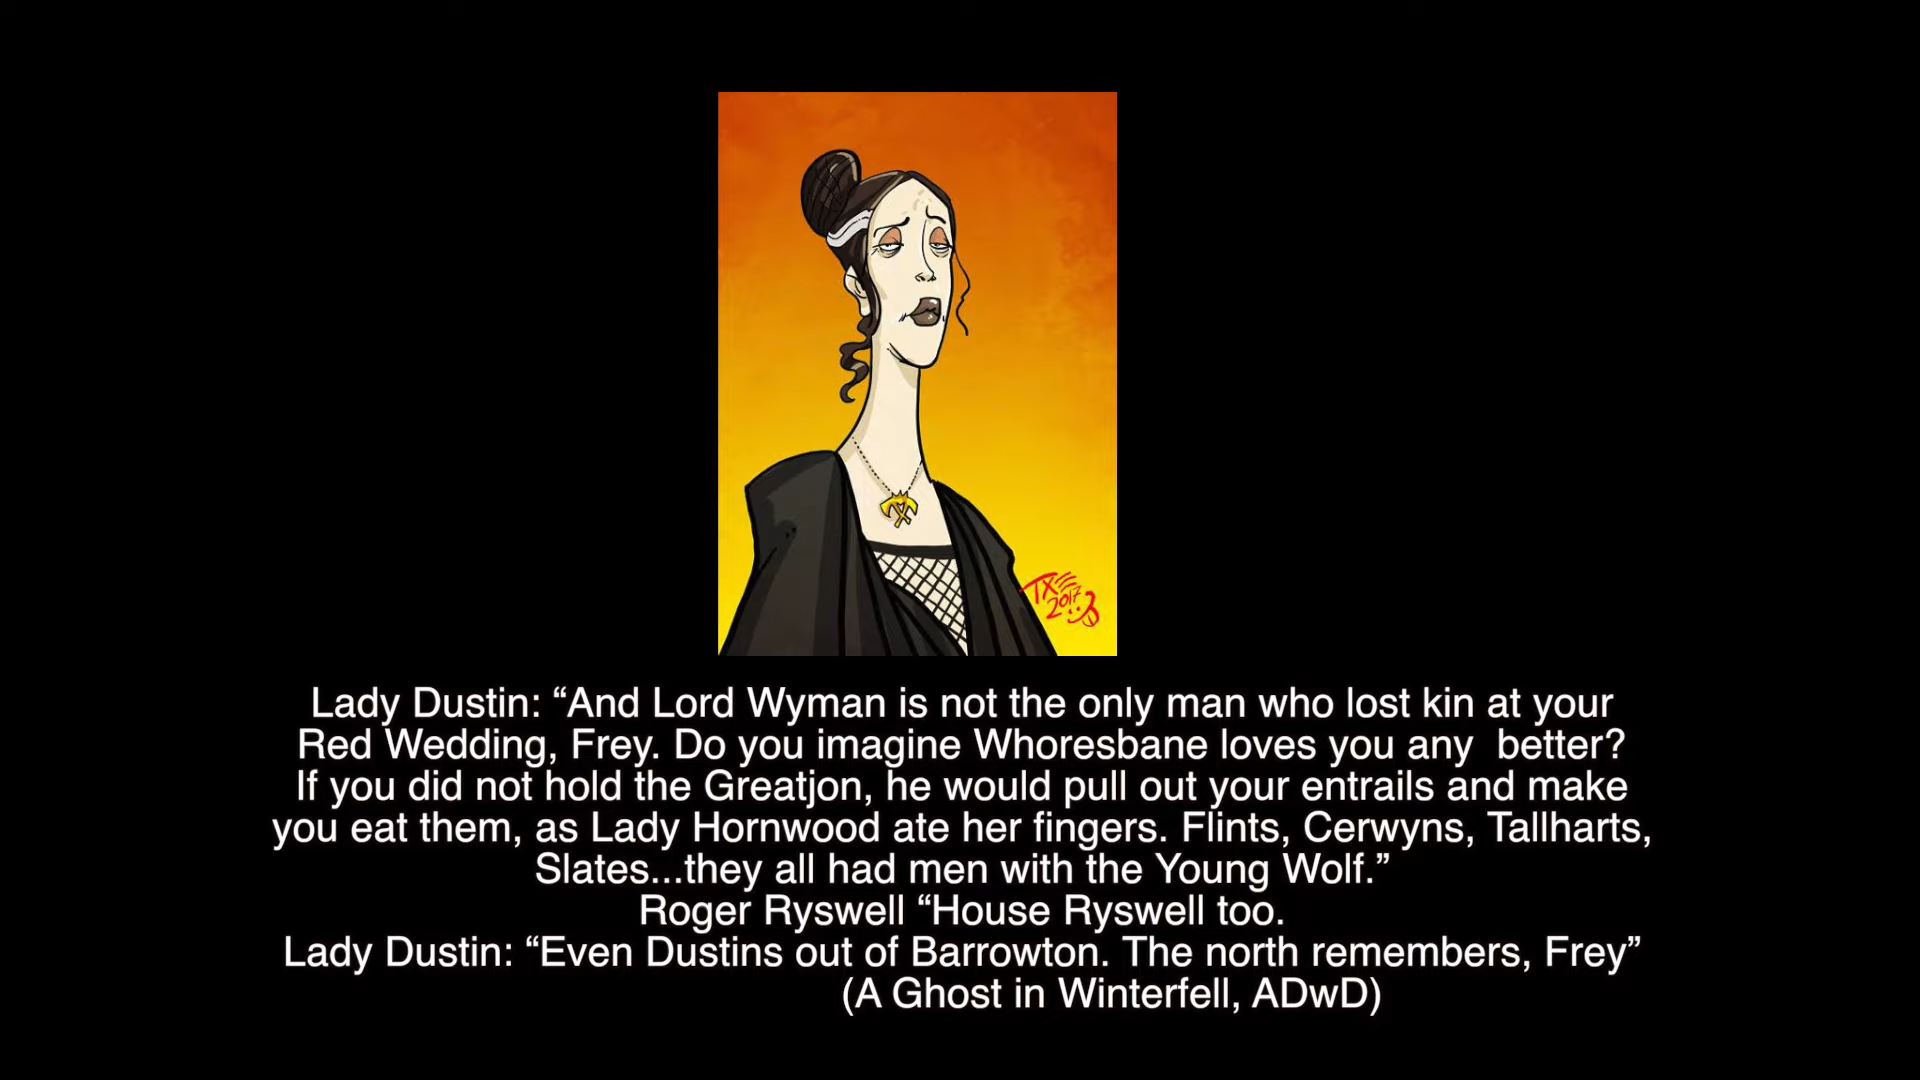 TXE
2017
Lady Dustin: “And Lord Wyman is not the only man who lost kin at your
Red Wedding, Frey. Do you imagine Whoresbane loves you any  better?
If you did not hold the Greatjon, he would pull out your entrails and make
you eat them, as Lady Hornwood ate her fingers. Flints, Cerwyns, Tallharts,
Slates...they all had men with the Young Wolf.”
Roger Ryswell “House Ryswell too.
Lady Dustin: “Even Dustins out of Barrowton. The north remembers, Frey”
(A Ghost in Winterfell, ADwD)